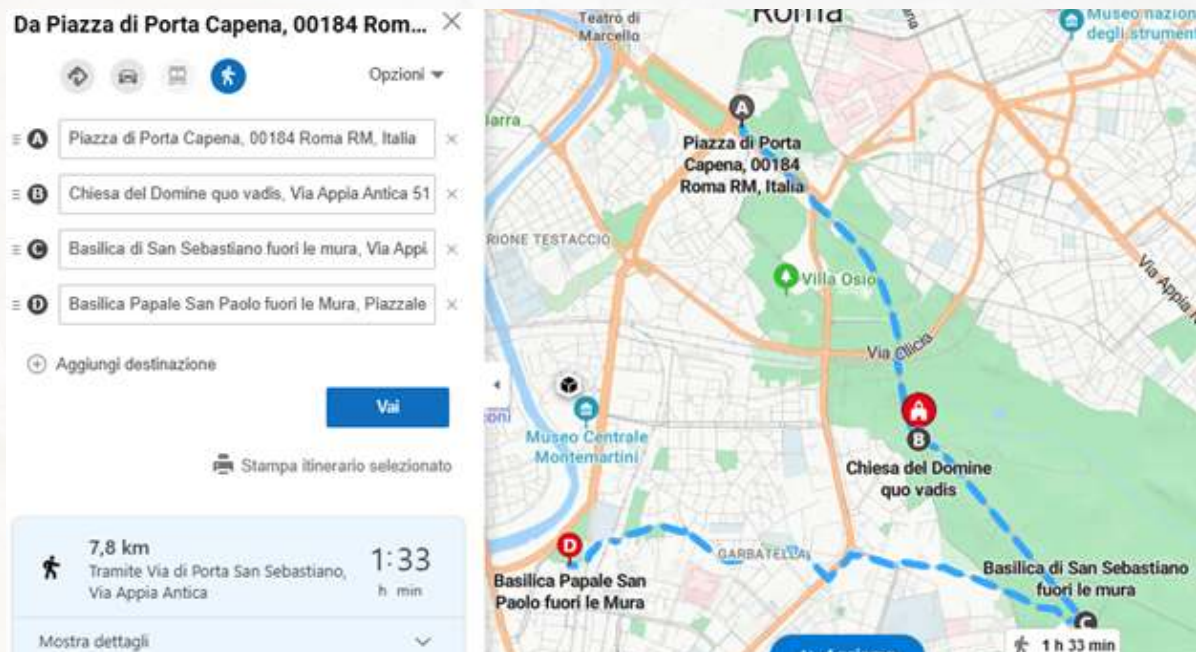 Da Piazza di Porta Capena, 00184 Rom...
Opzioni
A
Piazza di Porta Capena, 00184 Roma RM, Italia
B
Chiesa del Domine quo vadis, Via Appia Antica 51
C
Basilica di San Sebastiano fuori le mura, Via Appi
D
Basilica Papale San Paolo fuori le Mura, Piazzale
Aggiungi destinazione
Vai
Stampa itinerario selezionato
7,8 km
Tramite Via di Porta San Sebastiano,
Via Appia Antica
1:33
h min
Mostra dettagli
Teatro di
Marcello
Roma
Museo nazion
degli strument
A
Piazza di Porta
Capena, 00184
Roma RM, Italia
RIONE TESTACCIO
Villa Osio
Via Appia N
Via Cilicia
Museo Centrale
Montemartini
B
Chiesa del Domine
quo vadis
D
GARBATELLA
Basilica Papale San
Paolo fuori le Mura
Basilica di San Sebastiano
fuori le mura
C
1 h 33 min